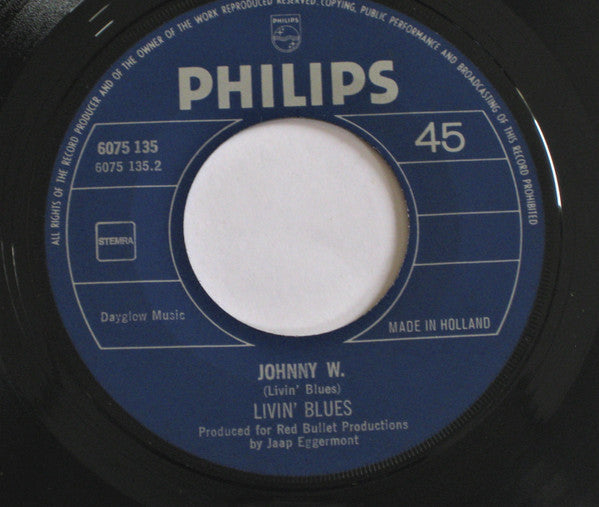 ALL RIGHTS OF THE RECORD PRODUCER AND OF THE OWNER OF THE WORK REPRODUCED RESERVED. COPYING, PUBLIC PERFORMANCE AND BROADCASTING OF THIS RECORD PROHIBITED
PHILIPS
PHILIPS
6075 135
6075 135.2
45
STEMRA
Dayglow Music
MADE IN HOLLAND
JOHNNY W.
(Livin' Blues)
LIVIN' BLUES
Produced for Red Bullet Productions
by Jaap Eggermont